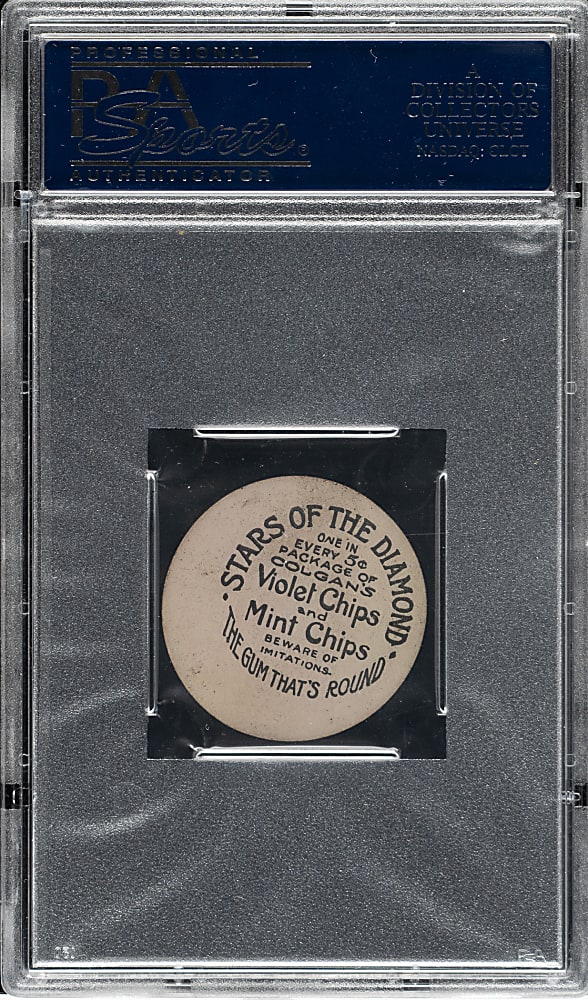 PROFESSIONAL
PSA
Sports®
AUTHENTICATOR
A
DIVISION OF
COLLECTORS
UNIVERSE
NASDAQ: CLCT
·STARS OF THE DIAMOND·
ONE IN
EVERY 5¢
PACKAGE OF
COLGAN'S
Violet Chips
and
Mint Chips
BEWARE OF
IMITATIONS.
THE GUM THAT'S ROUND
PSA